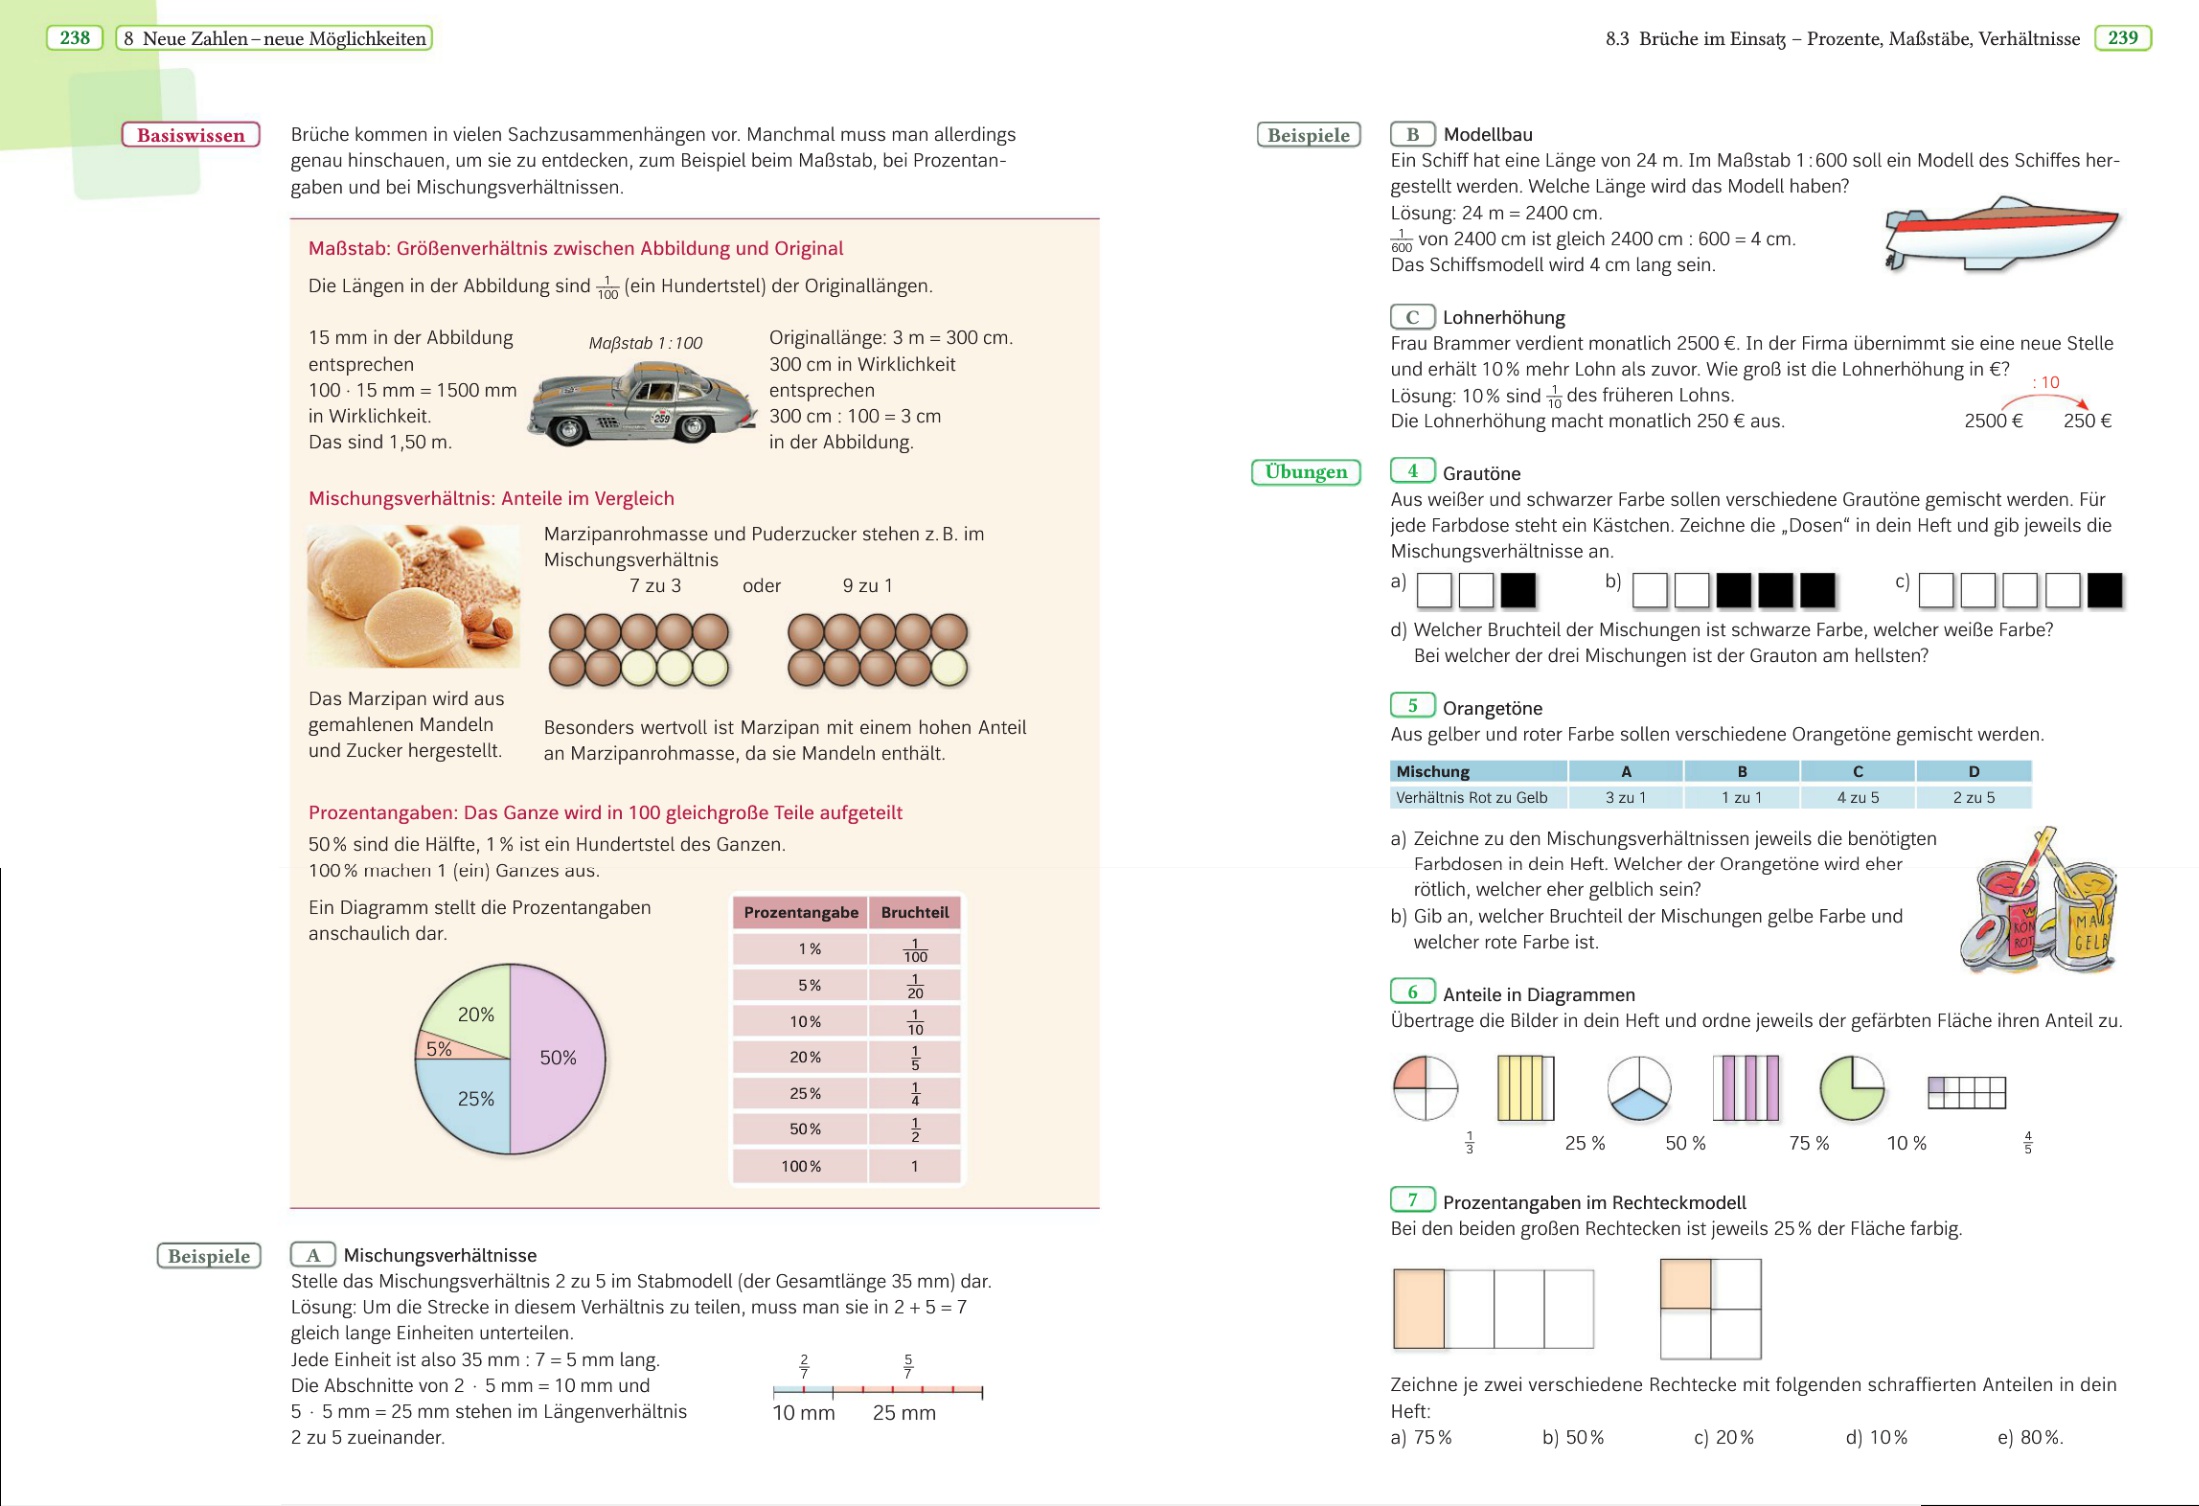 238 8 Neue Zahlen – neue Möglichkeiten
Basiswissen
Brüche kommen in vielen Sachzusammenhängen vor. Manchmal muss man allerdings
genau hinschauen, um sie zu entdecken, zum Beispiel beim Maßstab, bei Prozentan-
gaben und bei Mischungsverhältnissen.
Maßstab: Größenverhältnis zwischen Abbildung und Original
Die Längen in der Abbildung sind 1/100 (ein Hundertstel) der Originallängen.
15 mm in der Abbildung
entsprechen
100 · 15 mm = 1500 mm
in Wirklichkeit.
Das sind 1,50 m.
Maßstab 1:100
259
Originallänge: 3 m = 300 cm.
300 cm in Wirklichkeit
entsprechen
300 cm : 100 = 3 cm
in der Abbildung.
Mischungsverhältnis: Anteile im Vergleich
Marzipanrohmasse und Puderzucker stehen z. B. im
Mischungsverhältnis
7 zu 3 oder 9 zu 1
Das Marzipan wird aus
gemahlenen Mandeln
und Zucker hergestellt.
Besonders wertvoll ist Marzipan mit einem hohen Anteil
an Marzipanrohmasse, da sie Mandeln enthält.
Prozentangaben: Das Ganze wird in 100 gleichgroße Teile aufgeteilt
50 % sind die Hälfte, 1 % ist ein Hundertstel des Ganzen.
100 % machen 1 (ein) Ganzes aus.
Ein Diagramm stellt die Prozentangaben
anschaulich dar.
20%
5%
50%
25%
Prozentangabe Bruchteil
1 % 1/100
5 % 1/20
10 % 1/10
20 % 1/5
25 % 1/4
50 % 1/2
100 % 1
Beispiele
A Mischungsverhältnisse
Stelle das Mischungsverhältnis 2 zu 5 im Stabmodell (der Gesamtlänge 35 mm) dar.
Lösung: Um die Strecke in diesem Verhältnis zu teilen, muss man sie in 2 + 5 = 7
gleich lange Einheiten unterteilen.
Jede Einheit ist also 35 mm : 7 = 5 mm lang.
Die Abschnitte von 2 · 5 mm = 10 mm und
5 · 5 mm = 25 mm stehen im Längenverhältnis
2 zu 5 zueinander.
2/7 5/7
10 mm 25 mm
8.3 Brüche im Einsatz – Prozente, Maßstäbe, Verhältnisse 239
Beispiele
B Modellbau
Ein Schiff hat eine Länge von 24 m. Im Maßstab 1:600 soll ein Modell des Schiffes her-
gestellt werden. Welche Länge wird das Modell haben?
Lösung: 24 m = 2400 cm.
1/600 von 2400 cm ist gleich 2400 cm : 600 = 4 cm.
Das Schiffsmodell wird 4 cm lang sein.
C Lohnerhöhung
Frau Brammer verdient monatlich 2500 €. In der Firma übernimmt sie eine neue Stelle
und erhält 10 % mehr Lohn als zuvor. Wie groß ist die Lohnerhöhung in €?
Lösung: 10 % sind 1/10 des früheren Lohns.
Die Lohnerhöhung macht monatlich 250 € aus.
: 10
2500 € 250 €
Übungen
4 Grautöne
Aus weißer und schwarzer Farbe sollen verschiedene Grautöne gemischt werden. Für
jede Farbdose steht ein Kästchen. Zeichne die „Dosen“ in dein Heft und gib jeweils die
Mischungsverhältnisse an.
a) b) c)
d) Welcher Bruchteil der Mischungen ist schwarze Farbe, welcher weiße Farbe?
Bei welcher der drei Mischungen ist der Grauton am hellsten?
5 Orangetöne
Aus gelber und roter Farbe sollen verschiedene Orangetöne gemischt werden.
Mischung A B C D
Verhältnis Rot zu Gelb 3 zu 1 1 zu 1 4 zu 5 2 zu 5
a) Zeichne zu den Mischungsverhältnissen jeweils die benötigten
Farbdosen in dein Heft. Welcher der Orangetöne wird eher
rötlich, welcher eher gelblich sein?
b) Gib an, welcher Bruchteil der Mischungen gelbe Farbe und
welcher rote Farbe ist.
ROT
GELB
6 Anteile in Diagrammen
Übertrage die Bilder in dein Heft und ordne jeweils der gefärbten Fläche ihren Anteil zu.
1/3 25 % 50 % 75 % 10 % 4/5
7 Prozentangaben im Rechteckmodell
Bei den beiden großen Rechtecken ist jeweils 25 % der Fläche farbig.
Zeichne je zwei verschiedene Rechtecke mit folgenden schraffierten Anteilen in dein
Heft:
a) 75 % b) 50 % c) 20 % d) 10 % e) 80 %.